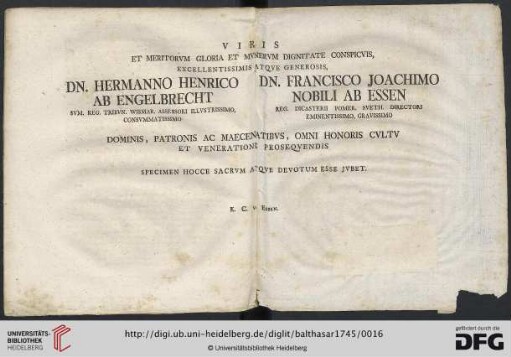 VIRIS
ET MERITORVM GLORIA ET MVNERVM DIGNITATE CONSPICVIS,
EXCELLENTISSIMIS ATQVE GENEROSIS,
DN. HERMANNO HENRICO
AB ENGELBRECHT
SVM. REG. TRIBVN. WISMAR. ASSESSORI ILLVSTRISSIMO,
CONSVMMATISSIMO
DN. FRANCISCO JOACHIMO
NOBILI AB ESSEN
REG. DICASTERII POMER. SVETH. DIRECTORI
EMINENTISSIMO, GRAVISSIMO
DOMINIS, PATRONIS AC MAECENATIBVS, OMNI HONORIS CVLTV
ET VENERATIONE PROSEQVENDIS
SPECIMEN HOCCE SACRVM ATQVE DEVOTUM ESSE JVBET.
E. C. v.
UNIVERSITÄTS-
BIBLIOTHEK
HEIDELBERG
http://digi.ub.uni-heidelberg.de/diglit/balthasar1745/0016
© Universitätsbibliothek Heidelberg
gefördert durch die
DFG